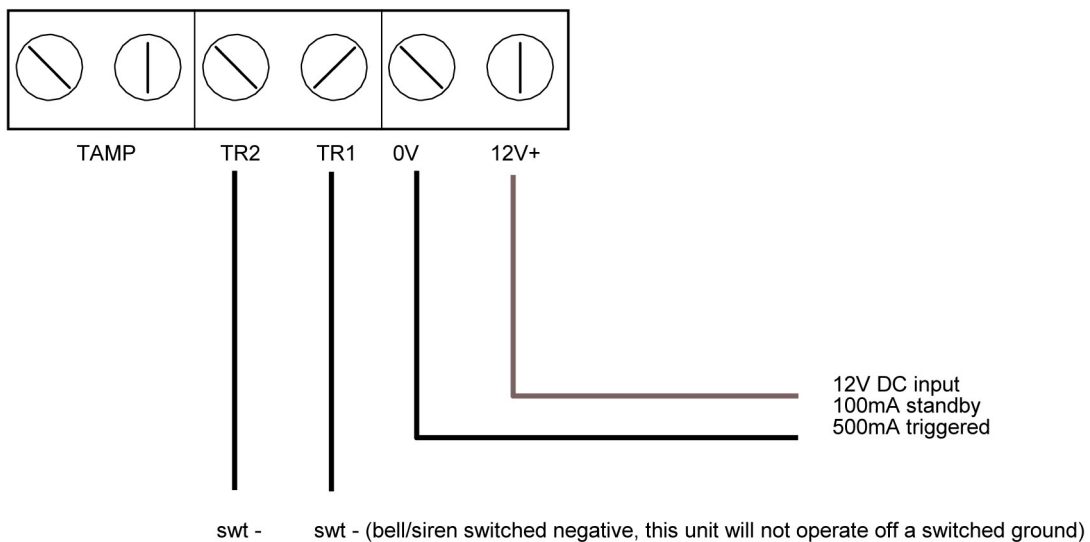 TAMP TR2 TR1 0V 12V+
12V DC input
100mA standby
500mA triggered
swt - swt - (bell/siren switched negative, this unit will not operate off a switched ground)